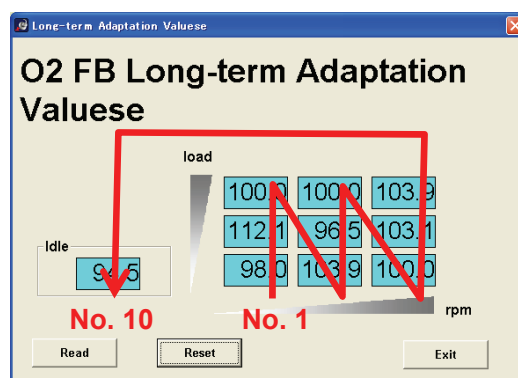 Long-term Adaptation Valuese
O2 FB Long-term Adaptation
Valuese
load
100.0 100.0 103.9
112.1 96.5 103.1
98.0 103.9 100.0
Idle
94.5
rpm
No. 10 No. 1
Read Reset Exit